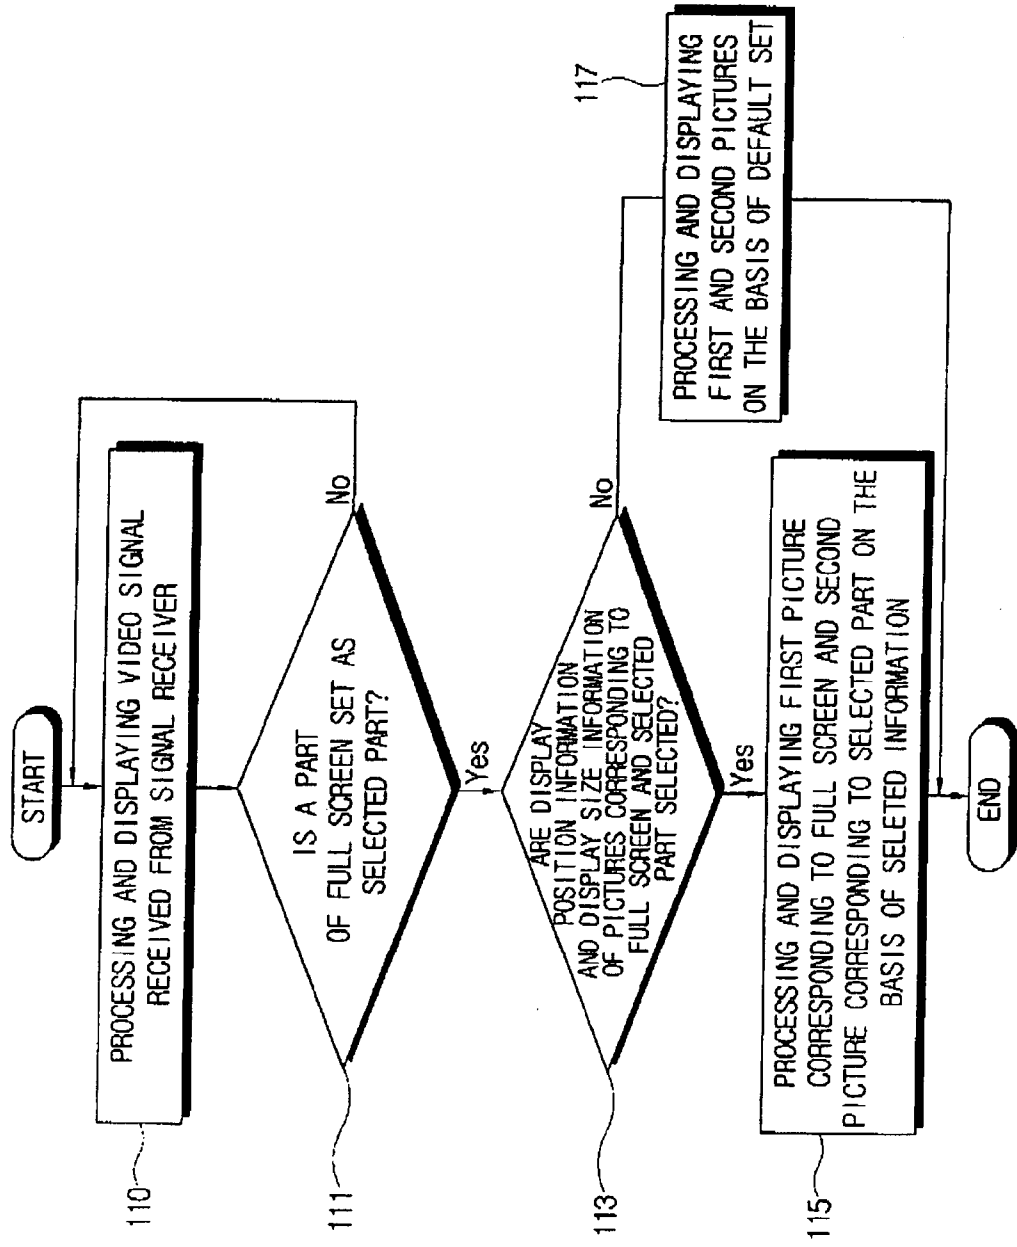 START
PROCESSING AND DISPLAYING VIDEO SIGNAL
RECEIVED FROM SIGNAL RECEIVER
110
IS A PART
OF FULL SCREEN SET AS
SELECTED PART?
111
No
Yes
ARE DISPLAY
POSITION INFORMATION
AND DISPLAY SIZE INFORMATION
OF PICTURES CORRESPONDING TO
FULL SCREEN AND SELECTED
PART SELECTED?
113
No
Yes
117
PROCESSING AND DISPLAYING
FIRST AND SECOND PICTURES
ON THE BASIS OF DEFAULT SET
PROCESSING AND DISPLAYING FIRST PICTURE
CORRESPONDING TO FULL SCREEN AND SECOND
PICTURE CORRESPONDING TO SELECTED PART ON THE
BASIS OF SELETED INFORMATION
115
END